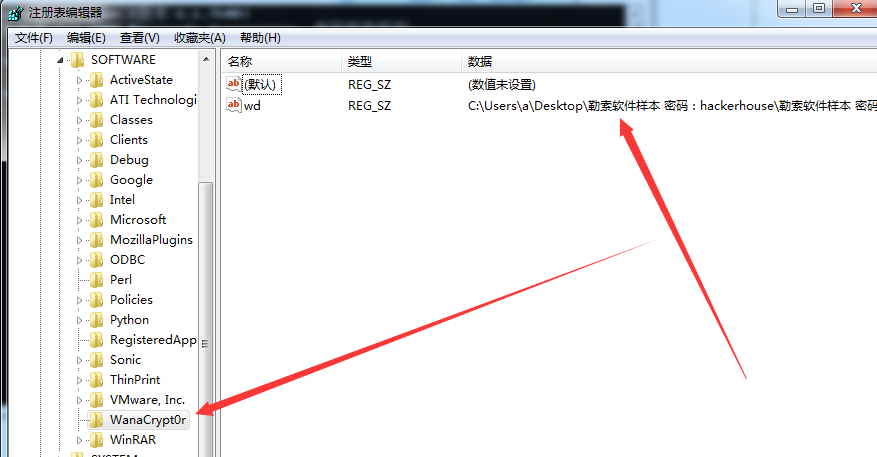 注册表编辑器
文件(F) 编辑(E) 查看(V) 收藏夹(A) 帮助(H)
SOFTWARE
ActiveState
ATI Technologi
Classes
Clients
Debug
Google
Intel
Microsoft
MozillaPlugins
ODBC
Perl
Policies
Python
RegisteredApp
Sonic
ThinPrint
VMware, Inc.
WanaCrypt0r
WinRAR
SYSTEM
名称 类型 数据
ab (默认) REG_SZ (数值未设置)
ab wd REG_SZ C:\Users\a\Desktop\勒索软件样本 密码：hackerhouse\勒索软件样本 密码